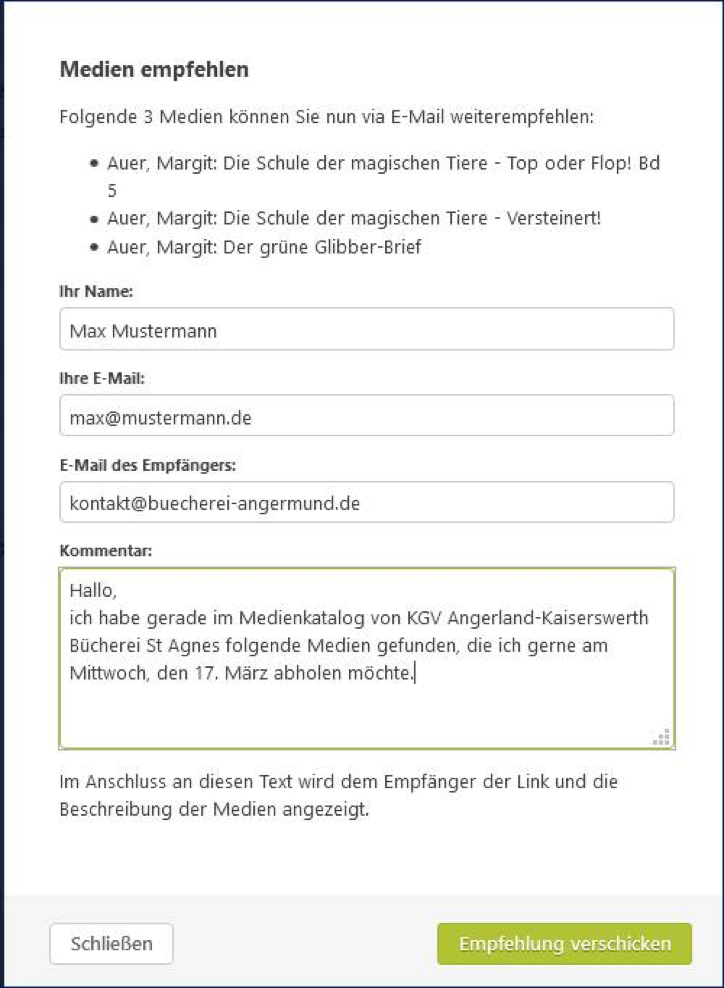 Medien empfehlen
Folgende 3 Medien können Sie nun via E-Mail weiterempfehlen:
• Auer, Margit: Die Schule der magischen Tiere - Top oder Flop! Bd
5
• Auer, Margit: Die Schule der magischen Tiere - Versteinert!
• Auer, Margit: Der grüne Glibber-Brief
Ihr Name:
Max Mustermann
Ihre E-Mail:
max@mustermann.de
E-Mail des Empfängers:
kontakt@buecherei-angermund.de
Kommentar:
Hallo,
ich habe gerade im Medienkatalog von KGV Angerland-Kaiserswerth
Bücherei St Agnes folgende Medien gefunden, die ich gerne am
Mittwoch, den 17. März abholen möchte.
Im Anschluss an diesen Text wird dem Empfänger der Link und die
Beschreibung der Medien angezeigt.
Schließen
Empfehlung verschicken